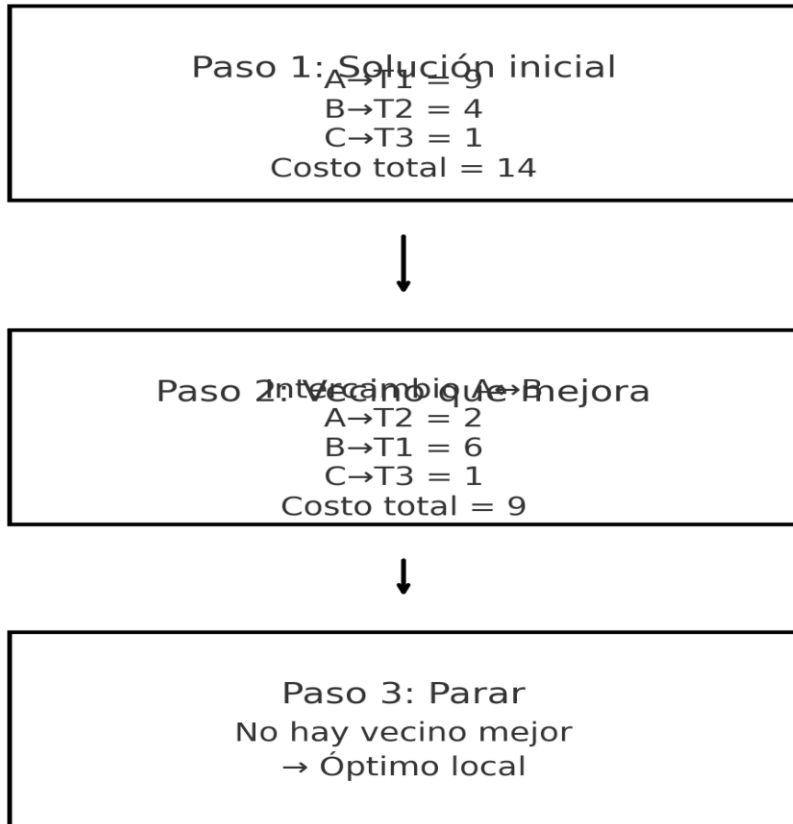 Paso 1: Solución inicial
A→T1 = 9
B→T2 = 4
C→T3 = 1
Costo total = 14
Paso 2: Vecino que mejora
Intercambio A↔B
A→T2 = 2
B→T1 = 6
C→T3 = 1
Costo total = 9
Paso 3: Parar
No hay vecino mejor
→ Óptimo local